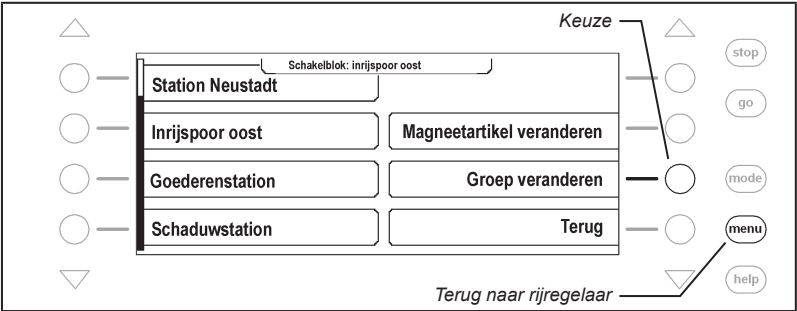 Keuze
stop
Schakelblok: inrijspoor oost
Station Neustadt
go
Inrijspoor oost
Magneetartikel veranderen
Goederenstation
Groep veranderen
mode
Schaduwstation
Terug
menu
help
Terug naar rijregelaar